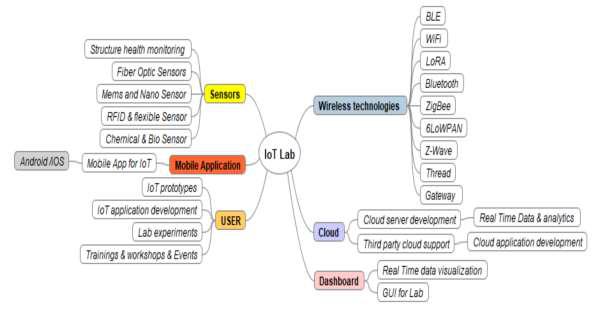 IoT Lab
Sensors
Structure health monitoring
Fiber Optic Sensors
Mems and Nano Sensor
RFID & flexible Sensor
Chemical & Bio Sensor
Mobile Application
Mobile App for IoT
Android /IOS
USER
IoT prototypes
IoT application development
Lab experiments
Trainings & workshops & Events
Wireless technologies
BLE
WiFi
LoRA
Bluetooth
ZigBee
6LoWPAN
Z-Wave
Thread
Gateway
Cloud
Cloud server development
Real Time Data & analytics
Third party cloud support
Cloud application development
Dashboard
Real Time data visualization
GUI for Lab